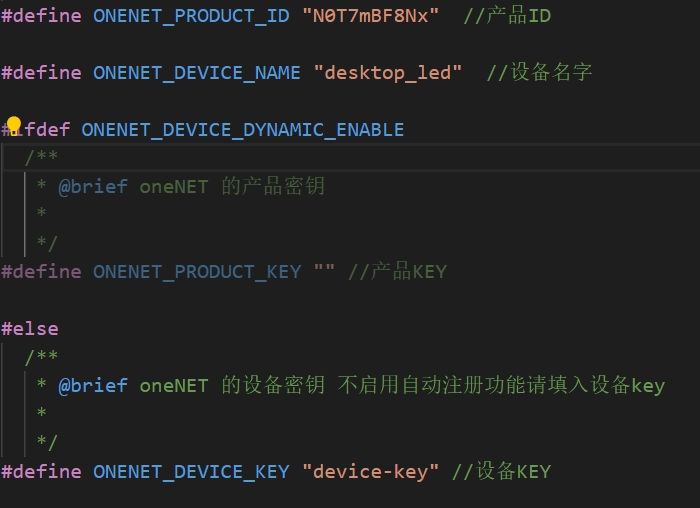 #define ONENET_PRODUCT_ID "N0T7mBF8Nx" //产品ID
#define ONENET_DEVICE_NAME "desktop_led" //设备名字
#ifdef ONENET_DEVICE_DYNAMIC_ENABLE
/**
* @brief oneNET 的产品密钥
*
*/
#define ONENET_PRODUCT_KEY "" //产品KEY
#else
/**
* @brief oneNET 的设备密钥 不启用自动注册功能请填入设备key
*
*/
#define ONENET_DEVICE_KEY "device-key" //设备KEY